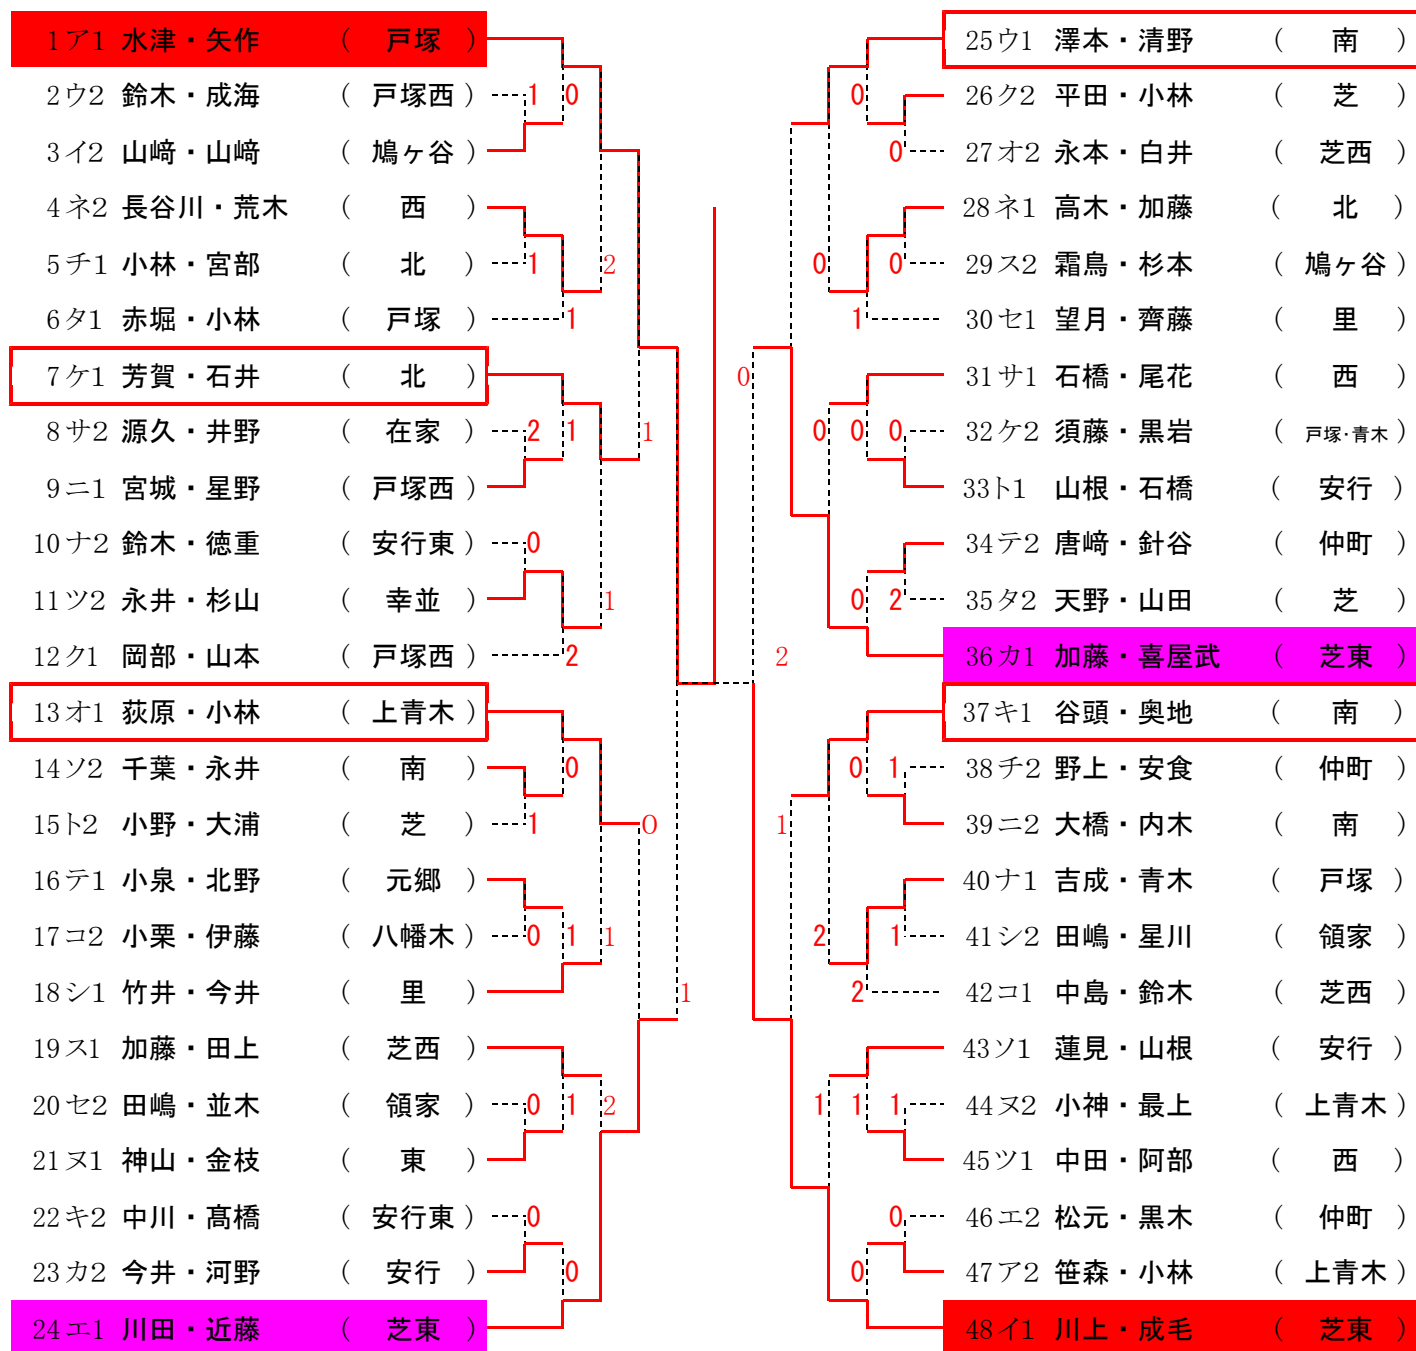 1ア1 水津・矢作 ( 戸塚 )
2ウ2 鈴木・成海 ( 戸塚西 ) 1 0
3イ2 山﨑・山﨑 ( 鳩ヶ谷 )
4ネ2 長谷川・荒木 ( 西 )
5チ1 小林・宮部 ( 北 ) 1 2
6タ1 赤堀・小林 ( 戸塚 ) 1
7ケ1 芳賀・石井 ( 北 )
8サ2 源久・井野 ( 在家 ) 2 1 1
9ニ1 宮城・星野 ( 戸塚西 )
10ナ2 鈴木・徳重 ( 安行東 ) 0
11ツ2 永井・杉山 ( 幸並 ) 1
12ク1 岡部・山本 ( 戸塚西 ) 2
13オ1 荻原・小林 ( 上青木 )
14ソ2 千葉・永井 ( 南 ) 0
15ト2 小野・大浦 ( 芝 ) 1 0
16テ1 小泉・北野 ( 元郷 )
17コ2 小栗・伊藤 ( 八幡木 ) 0 1 1
18シ1 竹井・今井 ( 里 ) 1
19ス1 加藤・田上 ( 芝西 )
20セ2 田嶋・並木 ( 領家 ) 0 1 2
21ヌ1 神山・金枝 ( 東 )
22キ2 中川・髙橋 ( 安行東 ) 0
23カ2 今井・河野 ( 安行 ) 0
24エ1 川田・近藤 ( 芝東 )
25ウ1 澤本・清野 ( 南 )
0 26ク2 平田・小林 ( 芝 )
0 27オ2 永本・白井 ( 芝西 )
28ネ1 高木・加藤 ( 北 )
0 0 29ス2 霜鳥・杉本 ( 鳩ヶ谷 )
1 30セ1 望月・齊藤 ( 里 )
0 31サ1 石橋・尾花 ( 西 )
0 0 0 32ケ2 須藤・黒岩 ( 戸塚・青木 )
33ト1 山根・石橋 ( 安行 )
34テ2 唐﨑・針谷 ( 仲町 )
0 2 35タ2 天野・山田 ( 芝 )
2 36カ1 加藤・喜屋武 ( 芝東 )
37キ1 谷頭・奥地 ( 南 )
0 1 38チ2 野上・安食 ( 仲町 )
1 39ニ2 大橋・内木 ( 南 )
40ナ1 吉成・青木 ( 戸塚 )
2 1 41シ2 田嶋・星川 ( 領家 )
2 42コ1 中島・鈴木 ( 芝西 )
43ソ1 蓮見・山根 ( 安行 )
1 1 1 44ヌ2 小神・最上 ( 上青木 )
45ツ1 中田・阿部 ( 西 )
0 46エ2 松元・黒木 ( 仲町 )
0 47ア2 笹森・小林 ( 上青木 )
48イ1 川上・成毛 ( 芝東 )